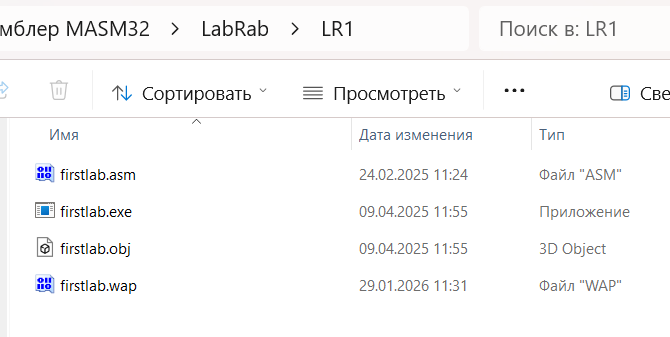 мблер MASM32 > LabRab > LR1 Поиск в: LR1
Сортировать Просмотреть ... Све
Имя Дата изменения Тип
firstlab.asm 24.02.2025 11:24 Файл "ASM"
firstlab.exe 09.04.2025 11:55 Приложение
firstlab.obj 09.04.2025 11:55 3D Object
firstlab.wap 29.01.2026 11:31 Файл "WAP"